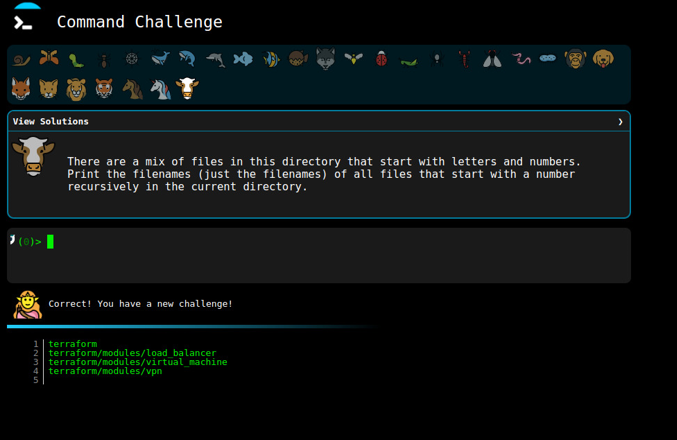 Command Challenge
View Solutions ❯
There are a mix of files in this directory that start with letters and numbers.
Print the filenames (just the filenames) of all files that start with a number
recursively in the current directory.
(0)>
Correct! You have a new challenge!
1 terraform
2 terraform/modules/load_balancer
3 terraform/modules/virtual_machine
4 terraform/modules/vpn
5